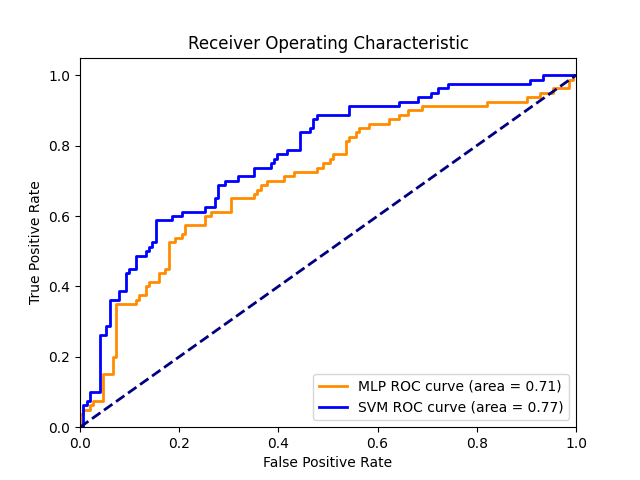 Receiver Operating Characteristic
1.0
0.8
0.6
0.4
0.2
0.0
True Positive Rate
MLP ROC curve (area = 0.71)
SVM ROC curve (area = 0.77)
0.0 0.2 0.4 0.6 0.8 1.0
False Positive Rate